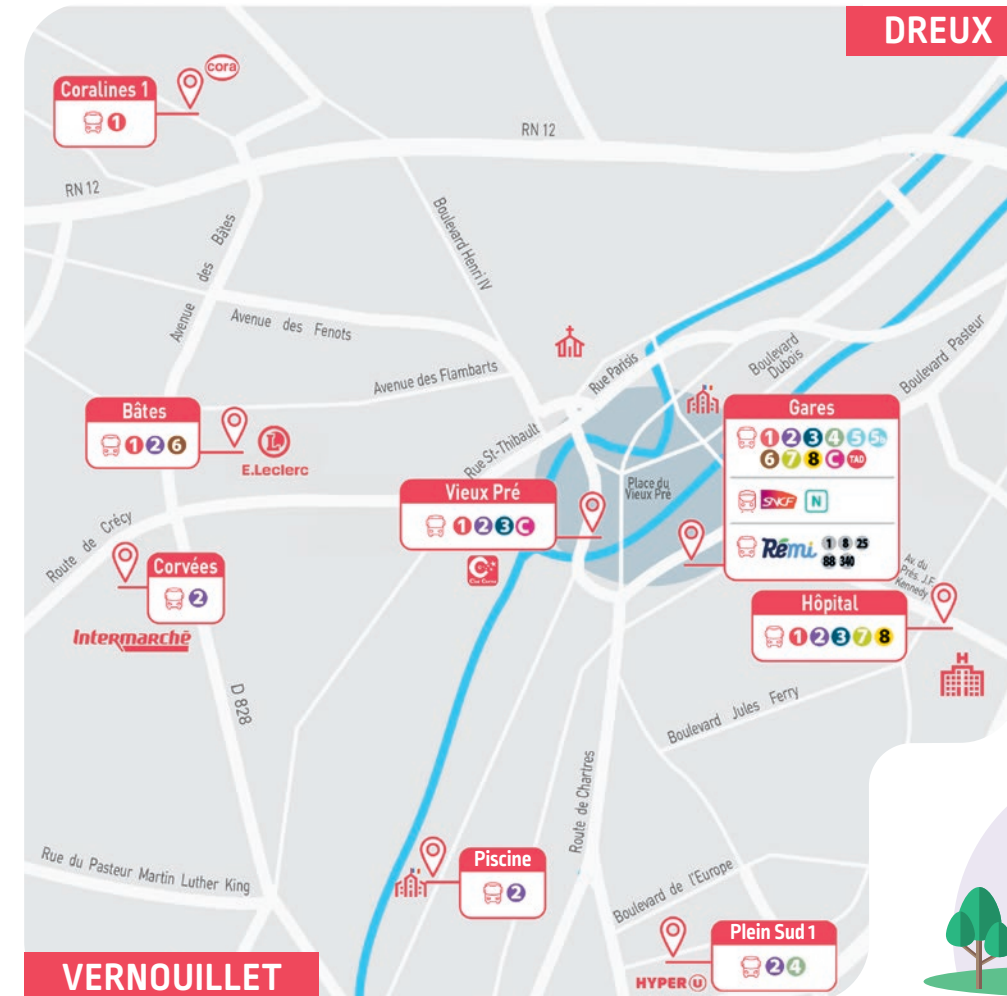 DREUX
cora
Coralines 1
1
RN 12
RN 12
Avenue des Bâtes
Boulevard Henri IV
Avenue des Fenots
Avenue des Flambarts
Rue Parisis
Boulevard Dubois
Boulevard Pasteur
Bâtes
1 2 6
L
E.Leclerc
Rue St-Thibault
Gares
1 2 3 4 5 5b
6 7 8 C TAD
SNCF N
Rémi 1 8 25
88 340
Place du
Vieux Pré
Vieux Pré
1 2 3 C
Route de Crécy
Corvées
2
Intermarché
Av. du
Prés. J.F.
Kennedy
Hôpital
1 2 3 7 8
H
D 828
Boulevard Jules Ferry
Route de Chartres
Rue du Pasteur Martin Luther King
Piscine
2
Boulevard de l'Europe
Plein Sud 1
2 4
HYPER U
VERNOUILLET